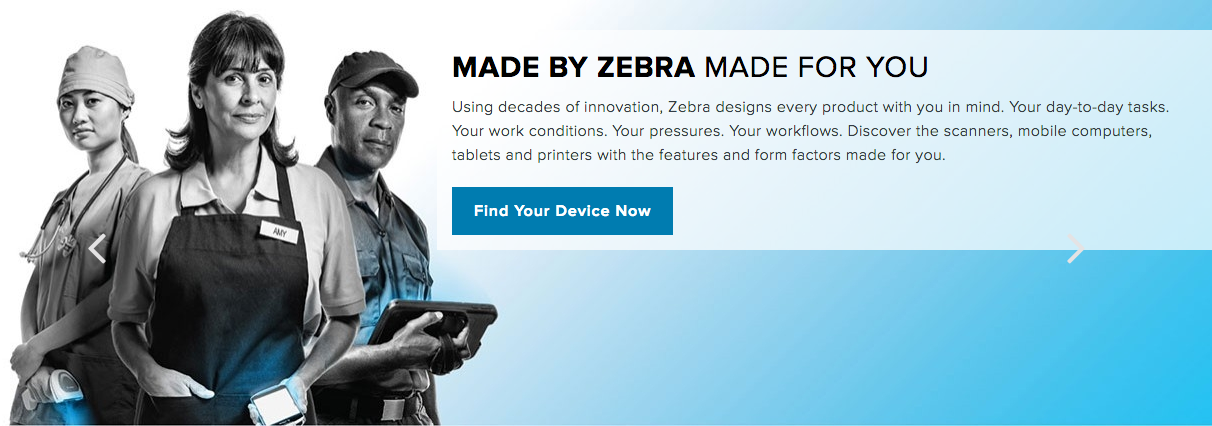 MADE BY ZEBRA MADE FOR YOU
Using decades of innovation, Zebra designs every product with you in mind. Your day-to-day tasks.
Your work conditions. Your pressures. Your workflows. Discover the scanners, mobile computers,
tablets and printers with the features and form factors made for you.
Find Your Device Now
AMY